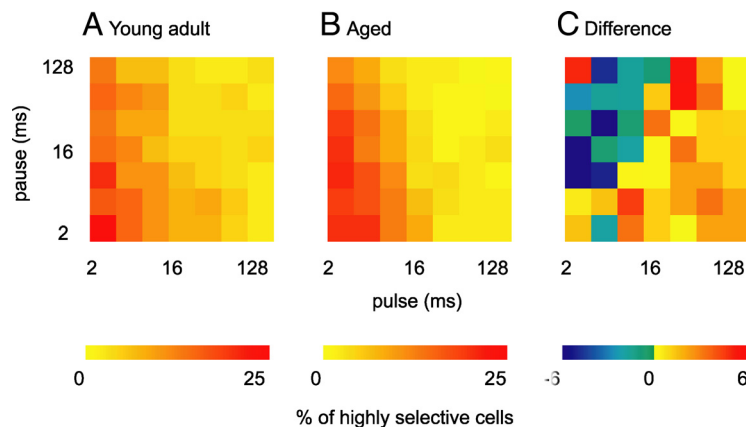 A Young adult
B Aged
C Difference
pause (ms)
128
16
2
2 16 128
2 16 128
2 16 128
pulse (ms)
0 25
0 25
-6 0 6
% of highly selective cells